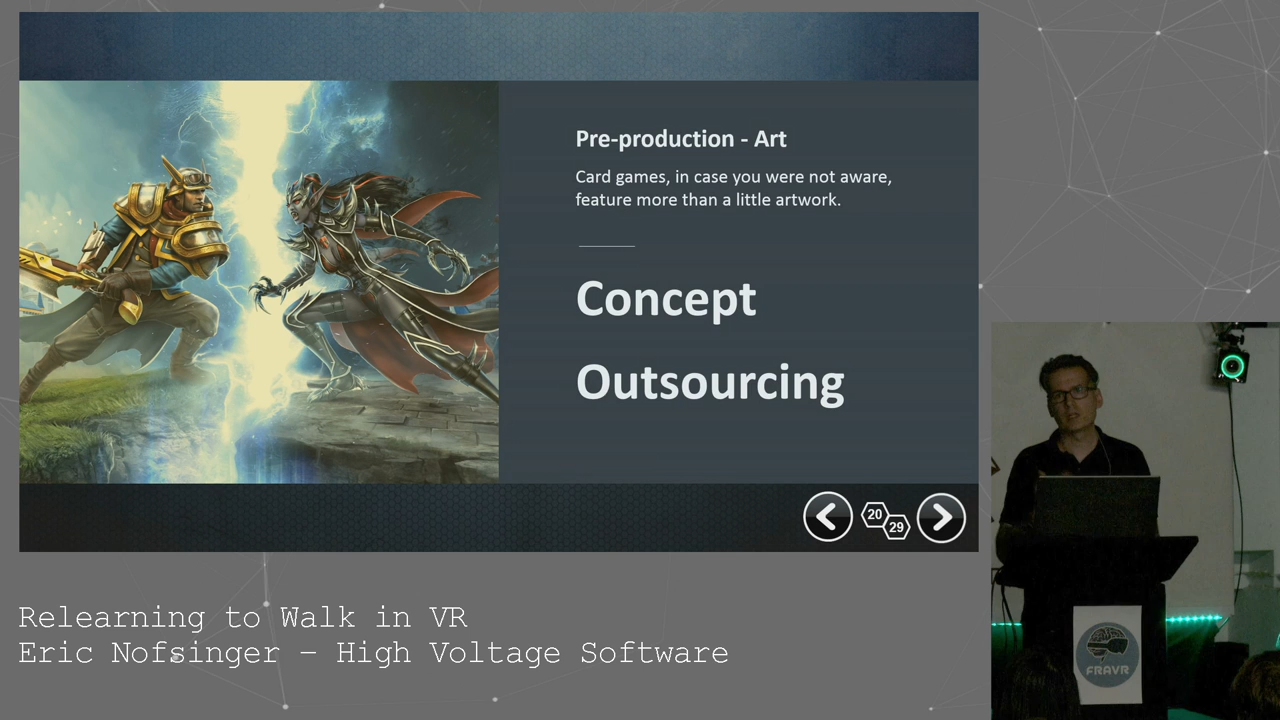 Pre-production - Art
Card games, in case you were not aware,
feature more than a little artwork.
Concept
Outsourcing
20
29
Relearning to Walk in VR
Eric Nofsinger – High Voltage Software
FRAVR